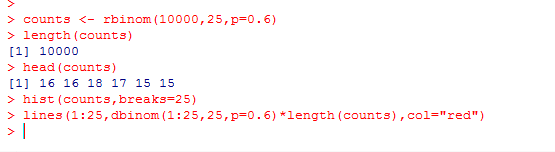 >
> counts <- rbinom(10000,25,p=0.6)
> length(counts)
[1] 10000
> head(counts)
[1] 16 16 18 17 15 15
> hist(counts,breaks=25)
> lines(1:25,dbinom(1:25,25,p=0.6)*length(counts),col="red")
>